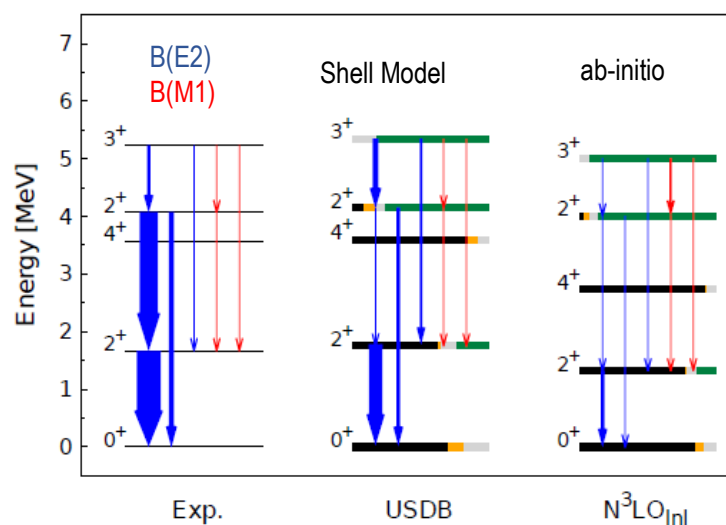 B(E2)
B(M1)
Shell Model
ab-initio
Energy [MeV]
7
6
5
4
3
2
1
0
3⁺
2⁺
4⁺
2⁺
0⁺
3⁺
2⁺
4⁺
2⁺
0⁺
3⁺
2⁺
4⁺
2⁺
0⁺
Exp.
USDB
N³LO_lnl